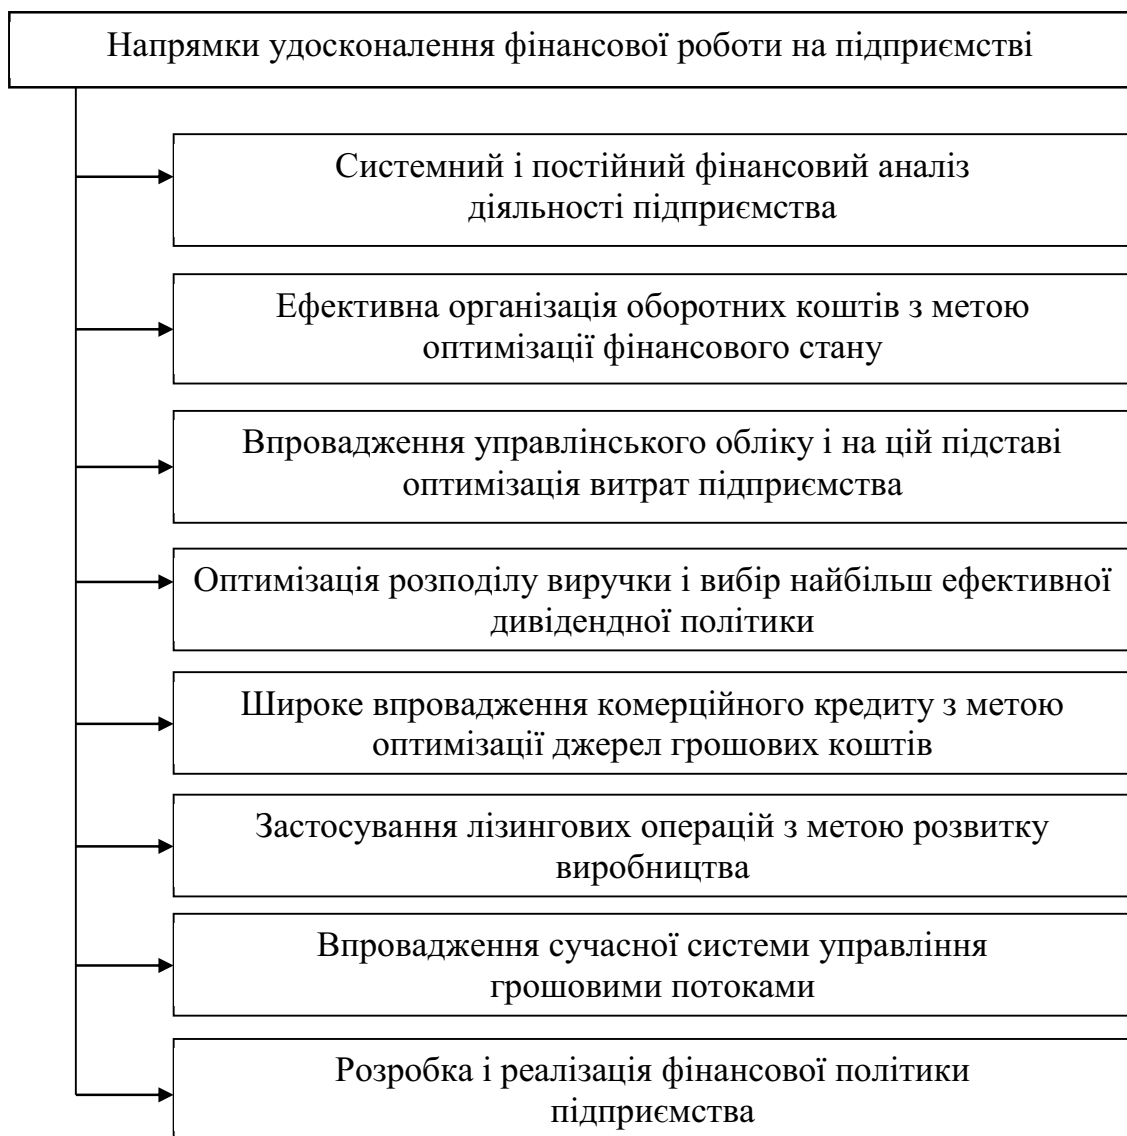 Напрямки удосконалення фінансової роботи на підприємстві
Системний і постійний фінансовий аналіз
діяльності підприємства
Ефективна організація оборотних коштів з метою
оптимізації фінансового стану
Впровадження управлінського обліку і на цій підставі
оптимізація витрат підприємства
Оптимізація розподілу виручки і вибір найбільш ефективної
дивідендної політики
Широке впровадження комерційного кредиту з метою
оптимізації джерел грошових коштів
Застосування лізингових операцій з метою розвитку
виробництва
Впровадження сучасної системи управління
грошовими потоками
Розробка і реалізація фінансової політики
підприємства